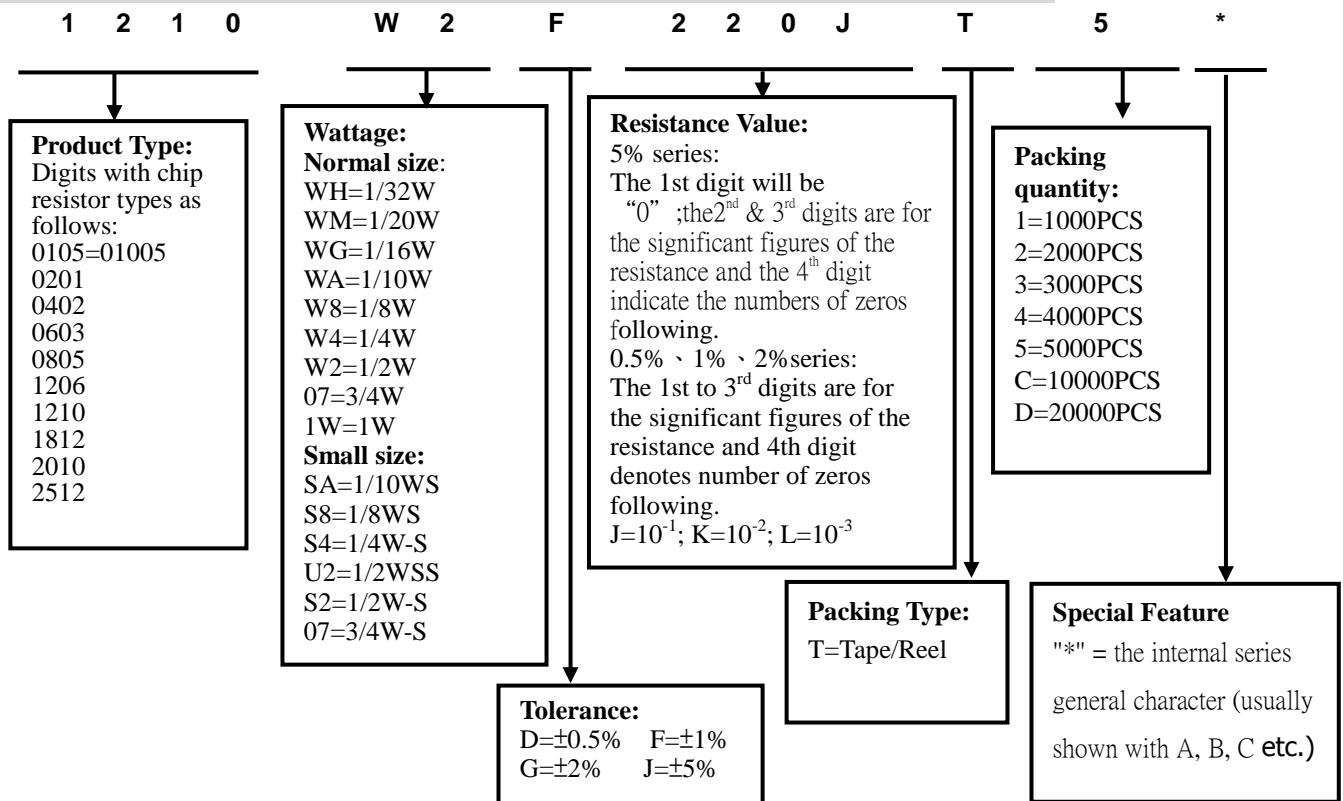 1 2 1 0 W 2 F 2 2 0 J T 5 *
Product Type:
Digits with chip
resistor types as
follows:
0105=01005
0201
0402
0603
0805
1206
1210
1812
2010
2512
Wattage:
Normal size:
WH=1/32W
WM=1/20W
WG=1/16W
WA=1/10W
W8=1/8W
W4=1/4W
W2=1/2W
07=3/4W
1W=1W
Small size:
SA=1/10WS
S8=1/8WS
S4=1/4W-S
U2=1/2WSS
S2=1/2W-S
07=3/4W-S
Tolerance:
D=±0.5% F=±1%
G=±2% J=±5%
Resistance Value:
5% series:
The 1st digit will be
“0” ;the2nd & 3rd digits are for
the significant figures of the
resistance and the 4th digit
indicate the numbers of zeros
following.
0.5%、1%、2%series:
The 1st to 3rd digits are for
the significant figures of the
resistance and 4th digit
denotes number of zeros
following.
J=10-1; K=10-2; L=10-3
Packing Type:
T=Tape/Reel
Packing
quantity:
1=1000PCS
2=2000PCS
3=3000PCS
4=4000PCS
5=5000PCS
C=10000PCS
D=20000PCS
Special Feature
"*" = the internal series
general character (usually
shown with A, B, C etc.)